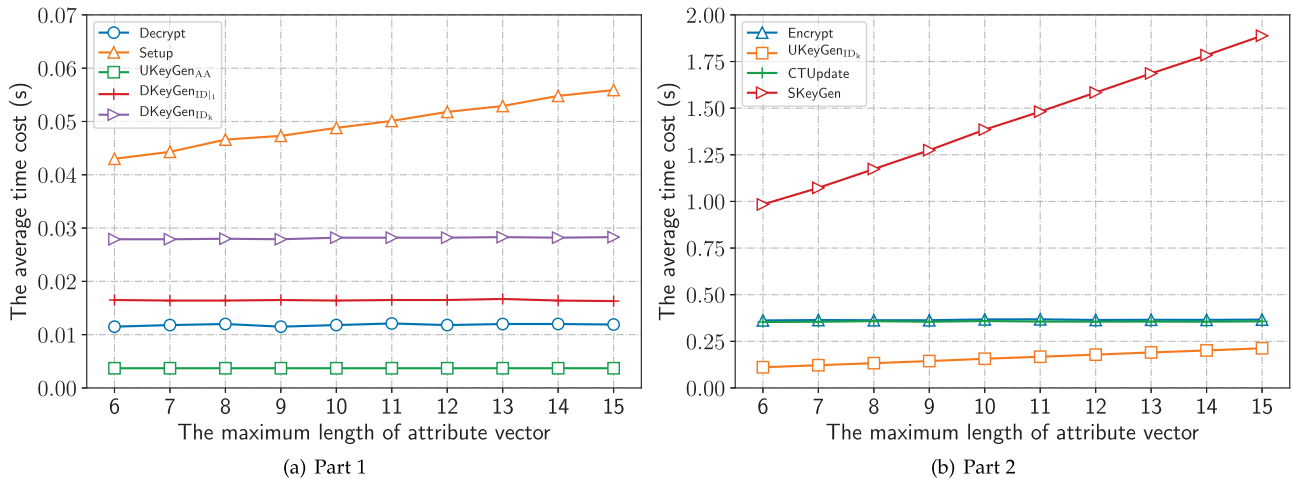 0.07
0.06
0.05
0.04
0.03
0.02
0.01
0.00
The average time cost (s)
Decrypt
Setup
UKeyGen_AA
DKeyGen_ID|1
DKeyGen_IDk
6 7 8 9 10 11 12 13 14 15
The maximum length of attribute vector
(a) Part 1
2.00
1.75
1.50
1.25
1.00
0.75
0.50
0.25
0.00
The average time cost (s)
Encrypt
UKeyGen_IDk
CTUpdate
SKeyGen
6 7 8 9 10 11 12 13 14 15
The maximum length of attribute vector
(b) Part 2